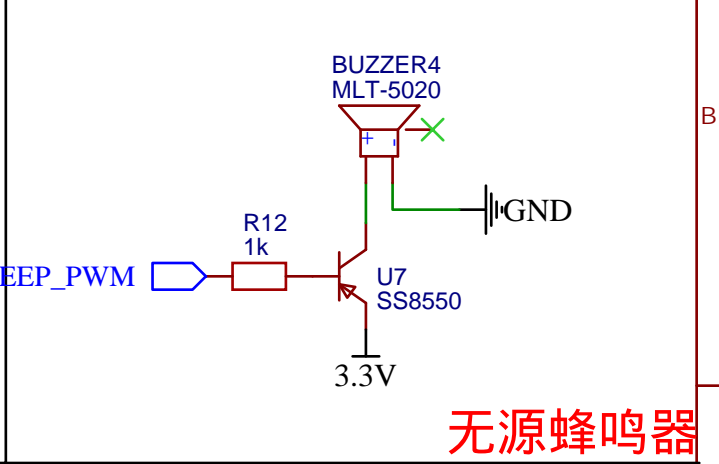 BUZZER4
MLT-5020
+ -
B
GND
R12
1k
EEP_PWM
U7
SS8550
3.3V
无源蜂鸣器